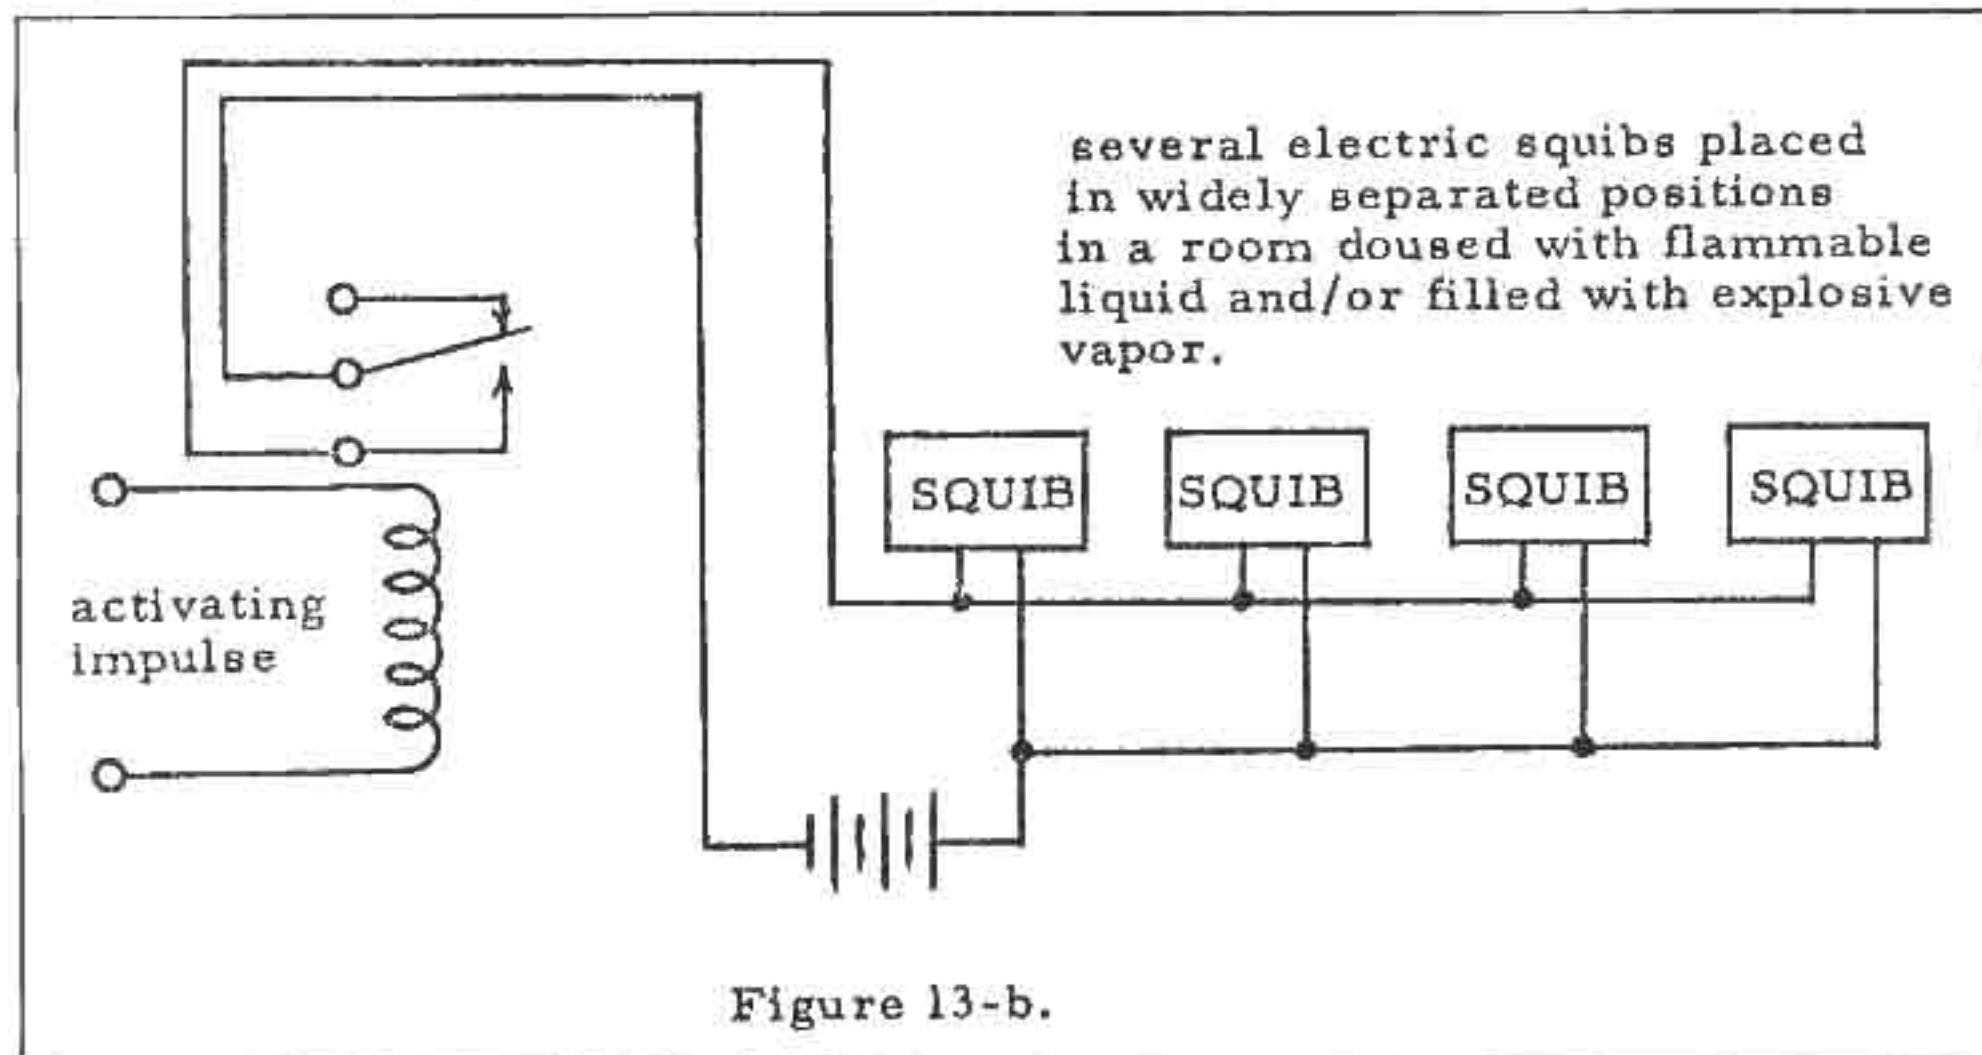 several electric squibs placed
in widely separated positions
in a room doused with flammable
liquid and/or filled with explosive
vapor.
SQUIB SQUIB SQUIB SQUIB
activating
impulse
Figure 13-b.